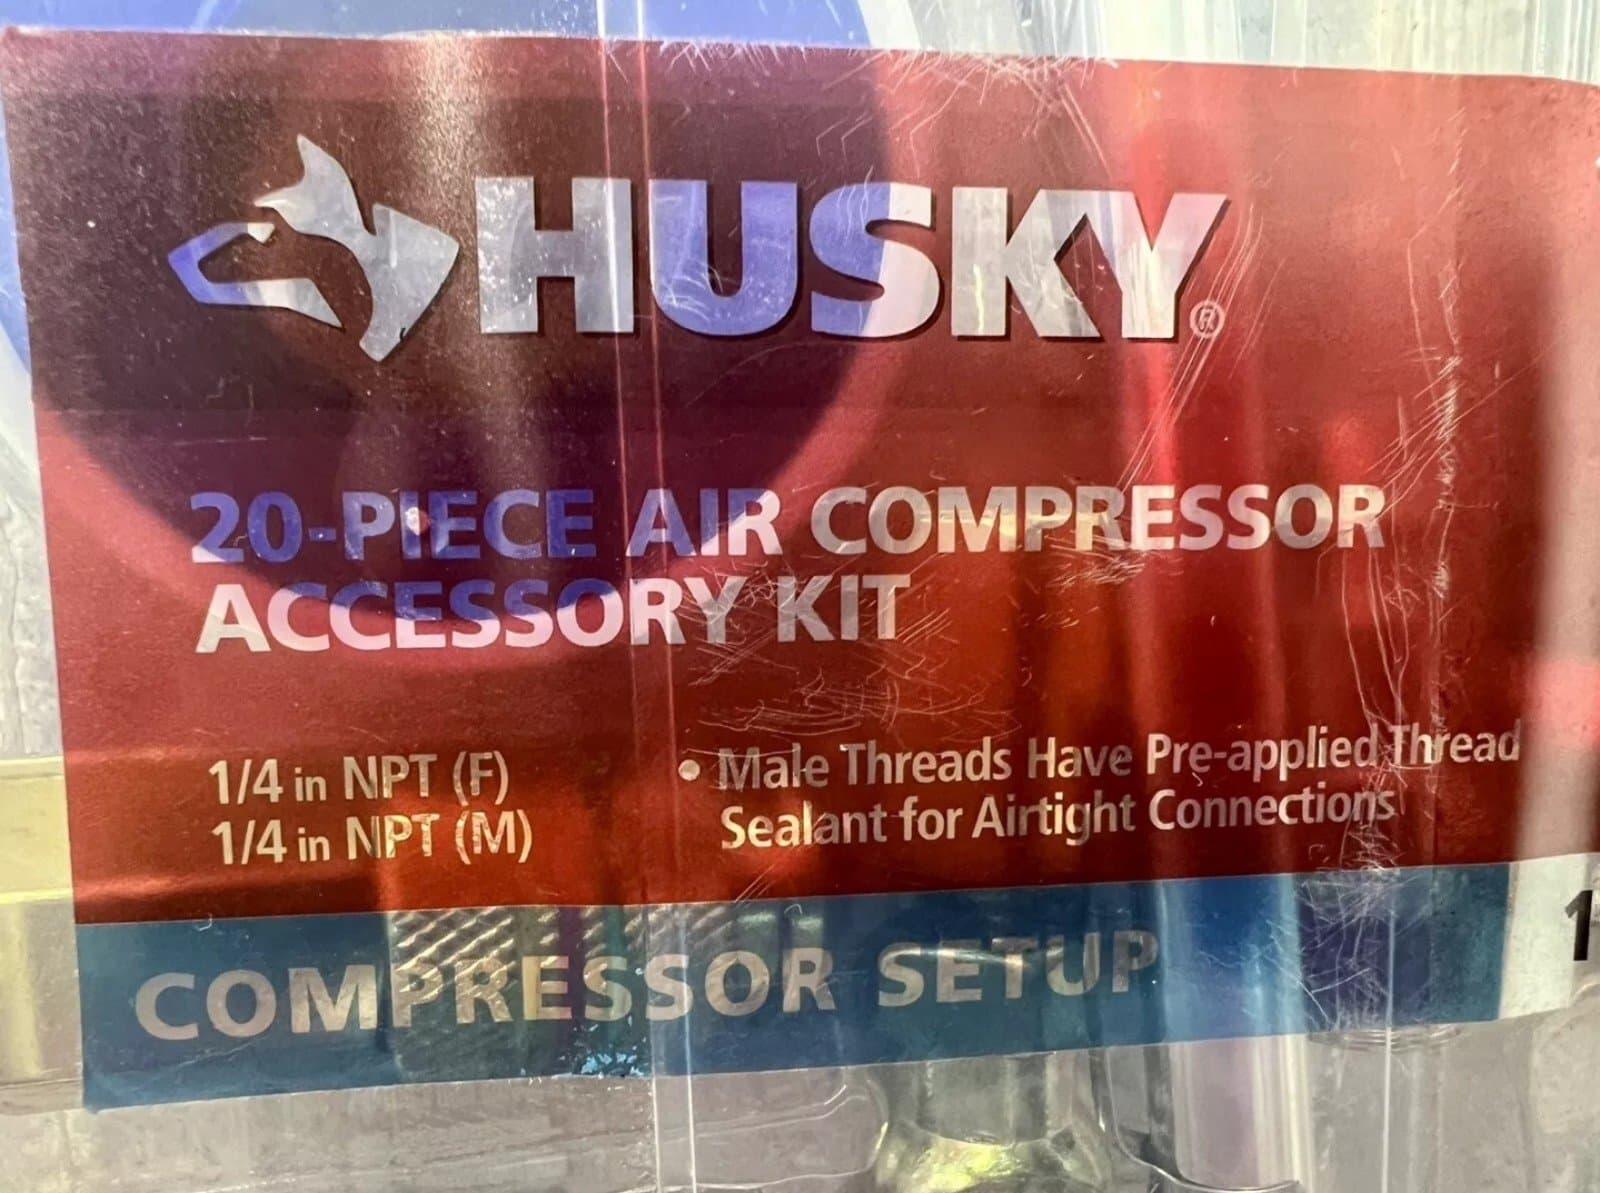 HUSKY®
20-PIECE AIR COMPRESSOR
ACCESSORY KIT
1/4 in NPT (F)
1/4 in NPT (M)
• Male Threads Have Pre-applied Thread
Sealant for Airtight Connections
COMPRESSOR SETUP
1